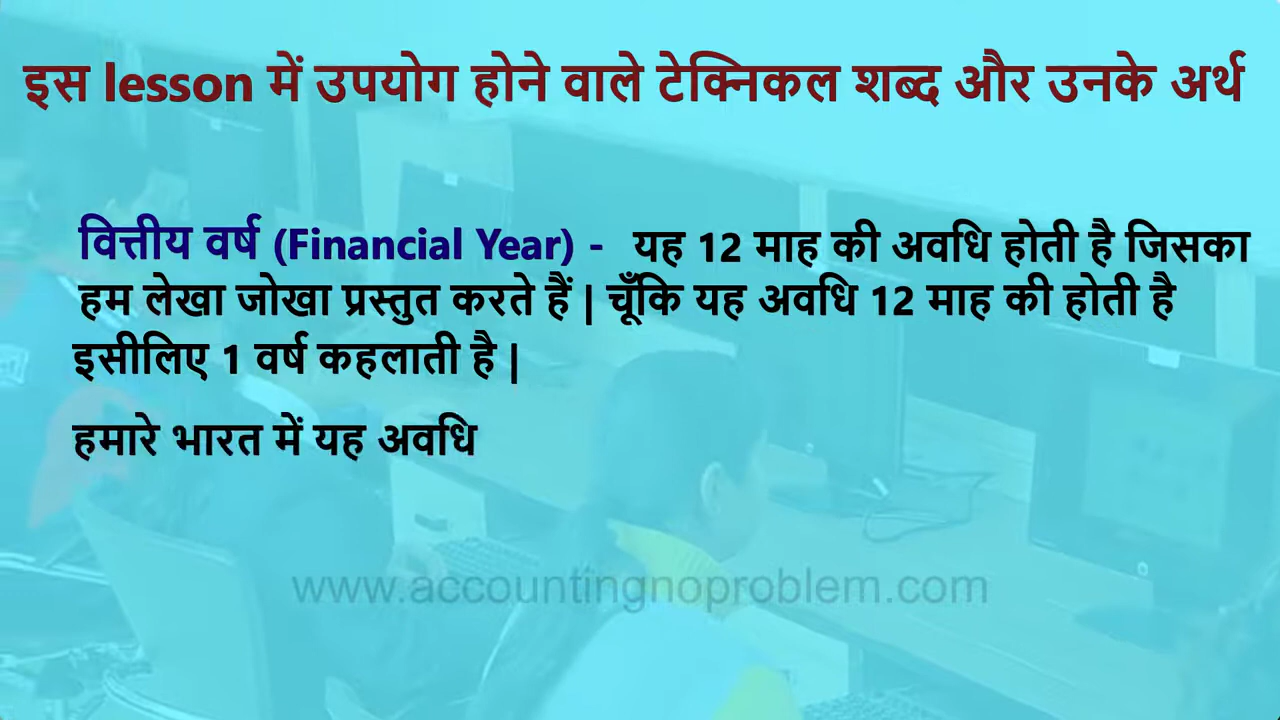 इस lesson में उपयोग होने वाले टेक्निकल शब्द और उनके अर्थ
वित्तीय वर्ष (Financial Year) - यह 12 माह की अवधि होती है जिसका
हम लेखा जोखा प्रस्तुत करते हैं | चूँकि यह अवधि 12 माह की होती है
इसीलिए 1 वर्ष कहलाती है |
हमारे भारत में यह अवधि
www.accountingnoproblem.com